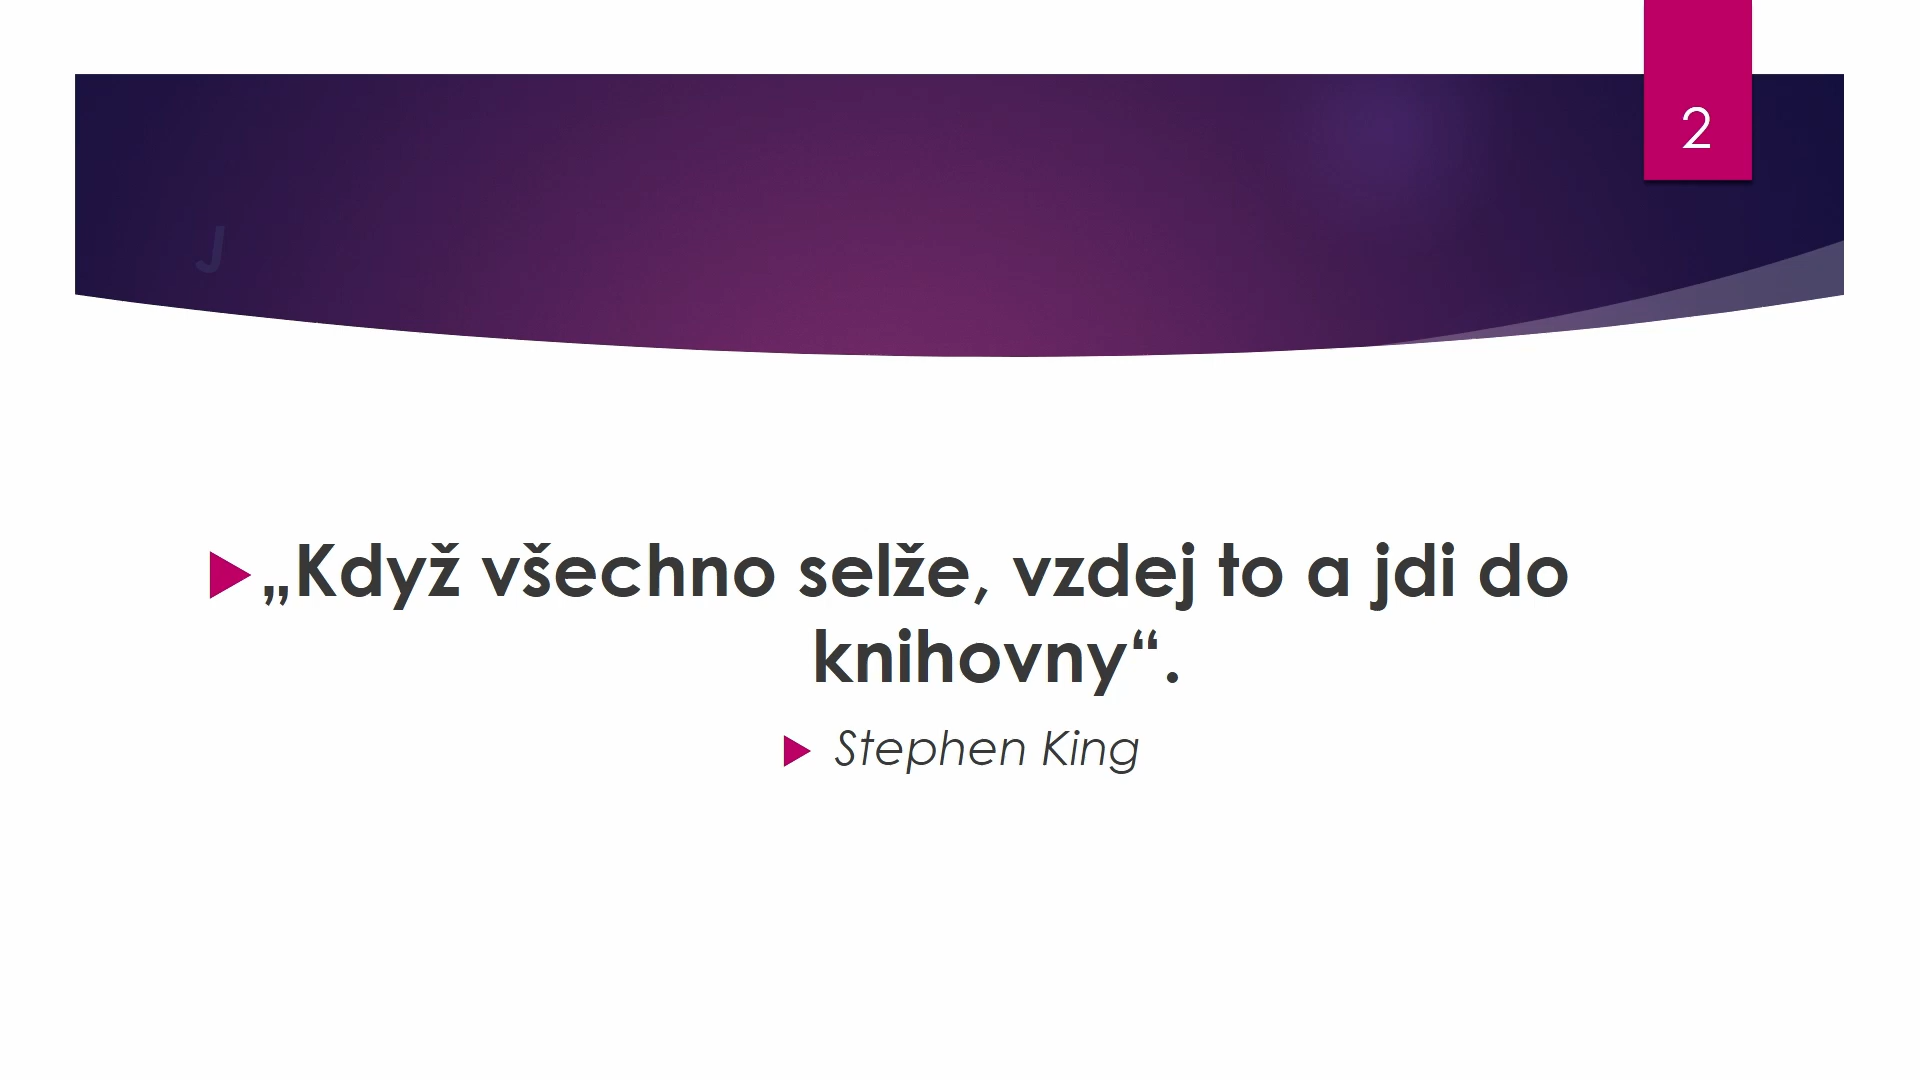 2
J
„Když všechno selže, vzdej to a jdi do
knihovny“.
Stephen King